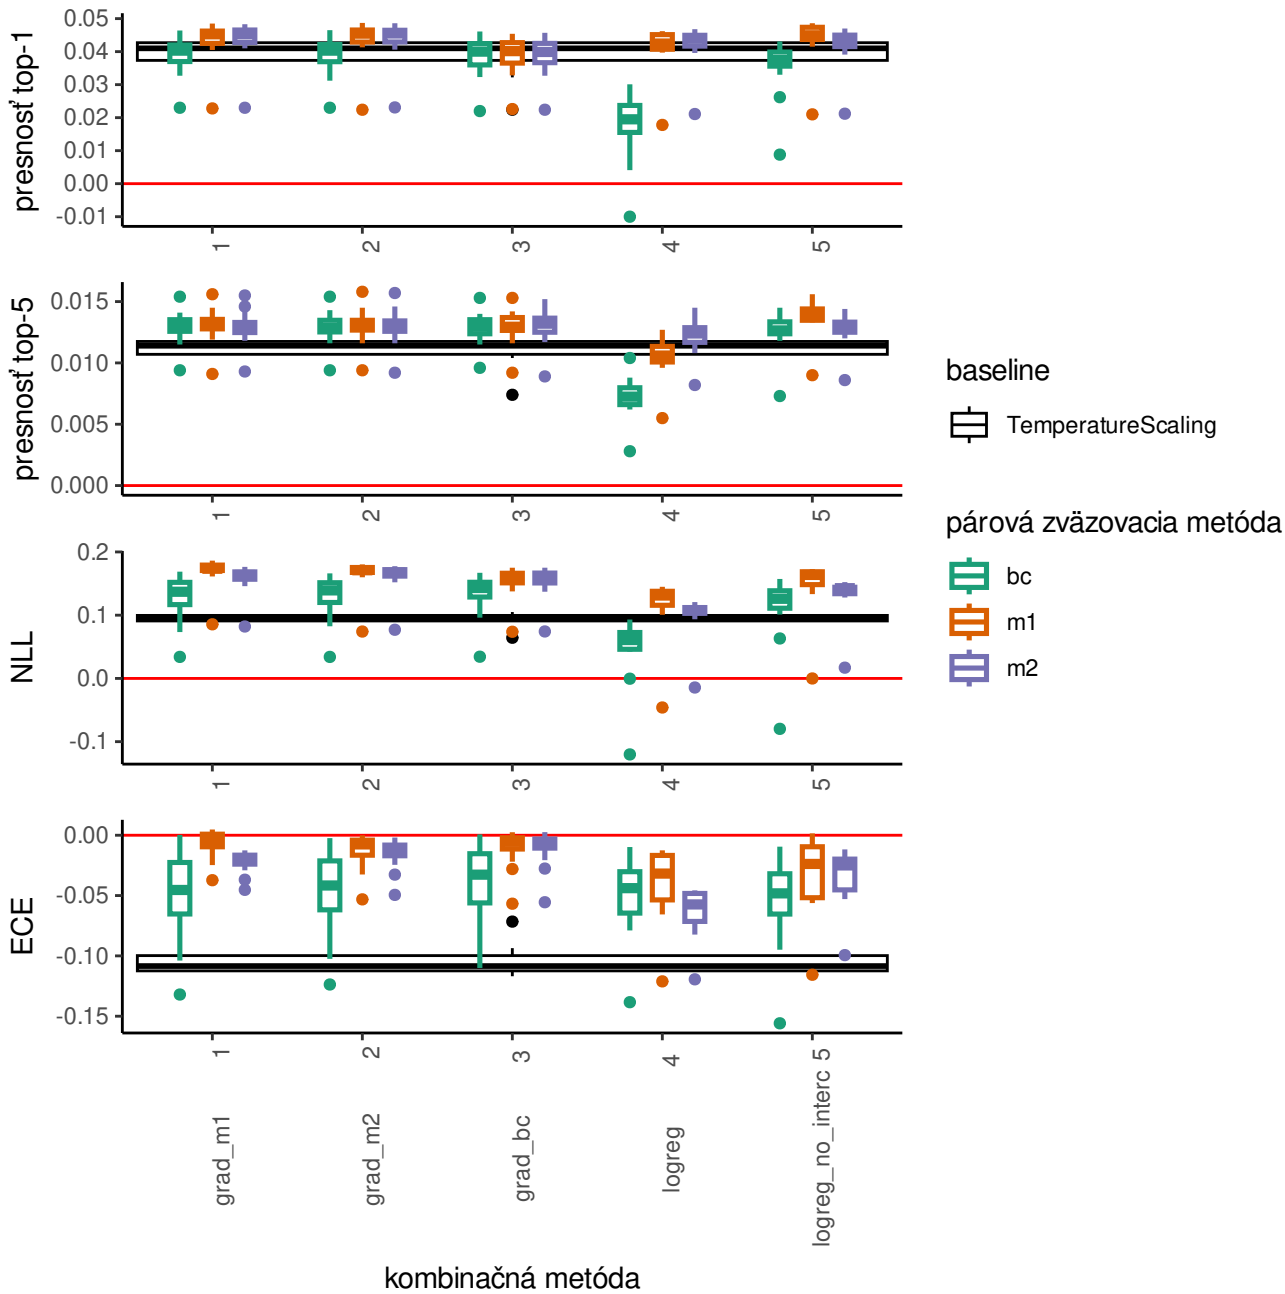 presnosť top-1
0.05
0.04
0.03
0.02
0.01
0.00
-0.01
1
2
3
4
5
presnosť top-5
0.015
0.010
0.005
0.000
1
2
3
4
5
NLL
0.2
0.1
0.0
-0.1
1
2
3
4
5
ECE
0.00
-0.05
-0.10
-0.15
1
2
3
4
5
grad_m1
grad_m2
grad_bc
logreg
logreg_no_interc
kombinačná metóda
baseline
TemperatureScaling
párová zväzovacia metóda
bc
m1
m2